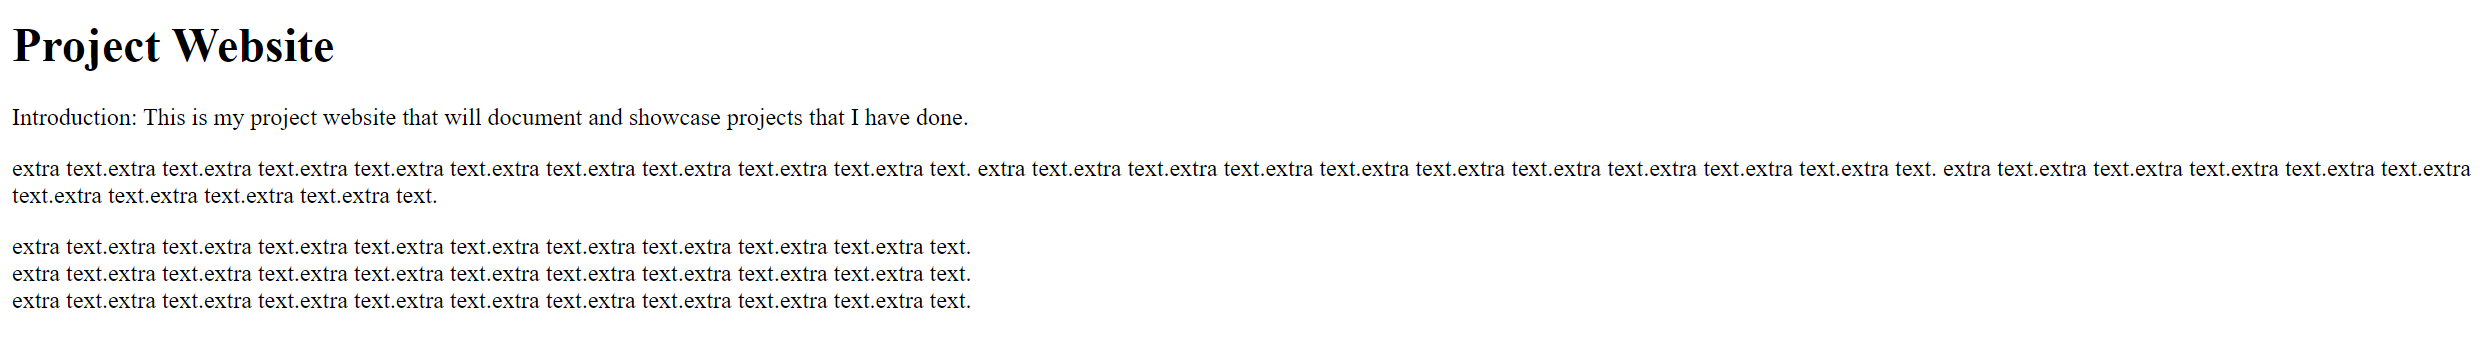 Project Website
Introduction: This is my project website that will document and showcase projects that I have done.
extra text.extra text.extra text.extra text.extra text.extra text.extra text.extra text.extra text.extra text. extra text.extra text.extra text.extra text.extra text.extra text.extra text.extra text.extra text.extra text. extra text.extra text.extra text.extra text.extra text.extra
text.extra text.extra text.extra text.extra text.
extra text.extra text.extra text.extra text.extra text.extra text.extra text.extra text.extra text.extra text.
extra text.extra text.extra text.extra text.extra text.extra text.extra text.extra text.extra text.extra text.
extra text.extra text.extra text.extra text.extra text.extra text.extra text.extra text.extra text.extra text.